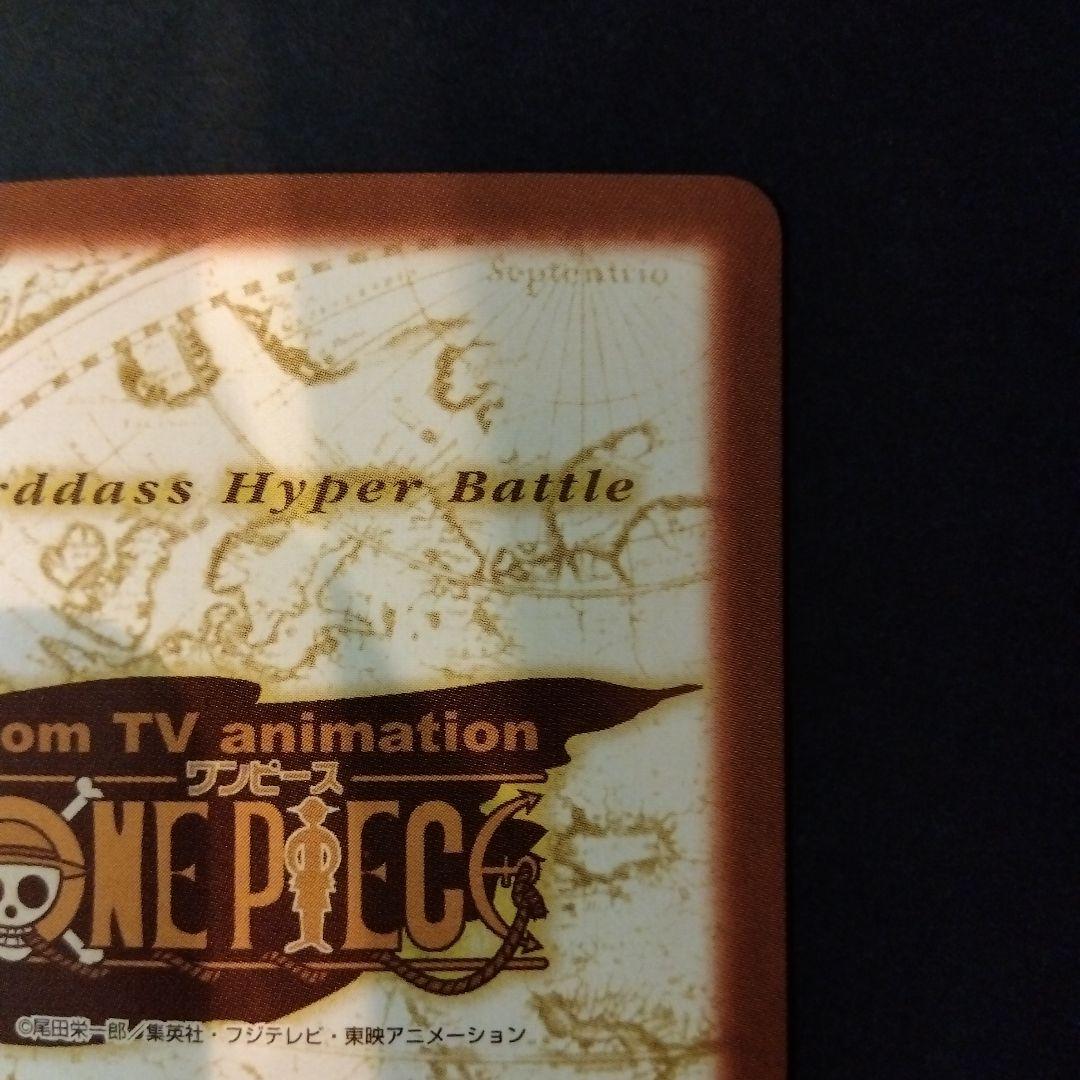 Septentrio
rddass Hyper Battle
om TV animation
ワンピース
ONE PIECE
©尾田栄一郎／集英社・フジテレビ・東映アニメーション